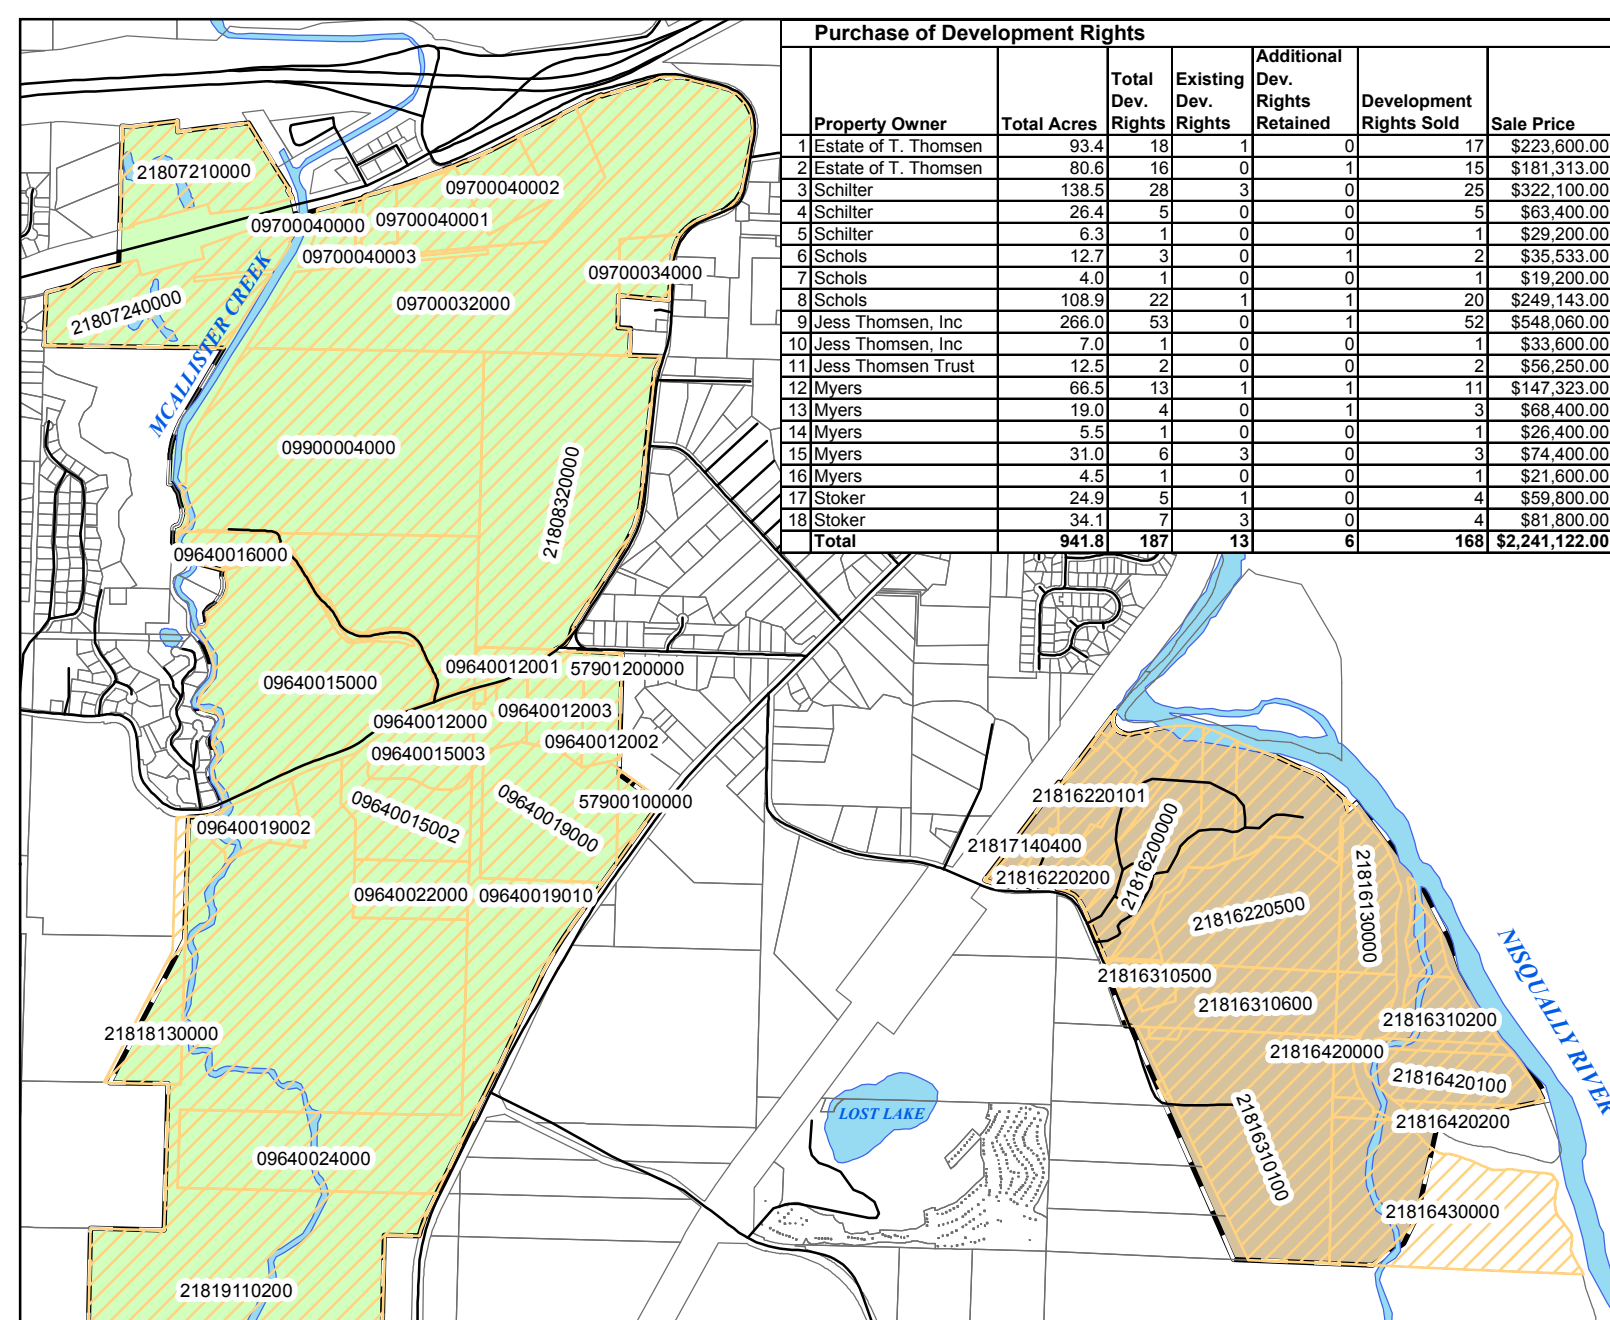 Purchase of Development Rights
Property Owner Total Acres Total Dev. Rights Existing Dev. Rights Additional Dev. Rights Retained Development Rights Sold Sale Price
1 Estate of T. Thomsen 93.4 18 1 0 17 $223,600.00
2 Estate of T. Thomsen 80.6 16 0 1 15 $181,313.00
3 Schilter 138.5 28 3 0 25 $322,100.00
4 Schilter 26.4 5 0 0 5 $63,400.00
5 Schilter 6.3 1 0 0 1 $29,200.00
6 Schols 12.7 3 0 1 2 $35,533.00
7 Schols 4.0 1 0 0 1 $19,200.00
8 Schols 108.9 22 1 1 20 $249,143.00
9 Jess Thomsen, Inc 266.0 53 0 1 52 $548,060.00
10 Jess Thomsen, Inc 7.0 1 0 0 1 $33,600.00
11 Jess Thomsen Trust 12.5 2 0 0 2 $56,250.00
12 Myers 66.5 13 1 1 11 $147,323.00
13 Myers 19.0 4 0 1 3 $68,400.00
14 Myers 5.5 1 0 0 1 $26,400.00
15 Myers 31.0 6 3 0 3 $74,400.00
16 Myers 4.5 1 0 0 1 $21,600.00
17 Stoker 24.9 5 1 0 4 $59,800.00
18 Stoker 34.1 7 3 0 4 $81,800.00
Total 941.8 187 13 6 168 $2,241,122.00
21807210000
09700040002
09700040001
09700040000
09700040003
09700034000
09700032000
21807240000
MCALLISTER CREEK
09900004000
21808320000
09640016000
09640012001
57901200000
09640015000
09640012003
09640012000
09640012002
09640015003
57900100000
09640015002
09640019000
09640019002
09640022000
09640019010
21818130000
09640024000
21819110200
LOST LAKE
21816220101
21817140400
21816220200
21816200000
21816220500
21816130000
21816310500
21816310600
21816310200
21816420000
21816420100
21816420200
21816310100
21816430000
NISQUALLY RIVER